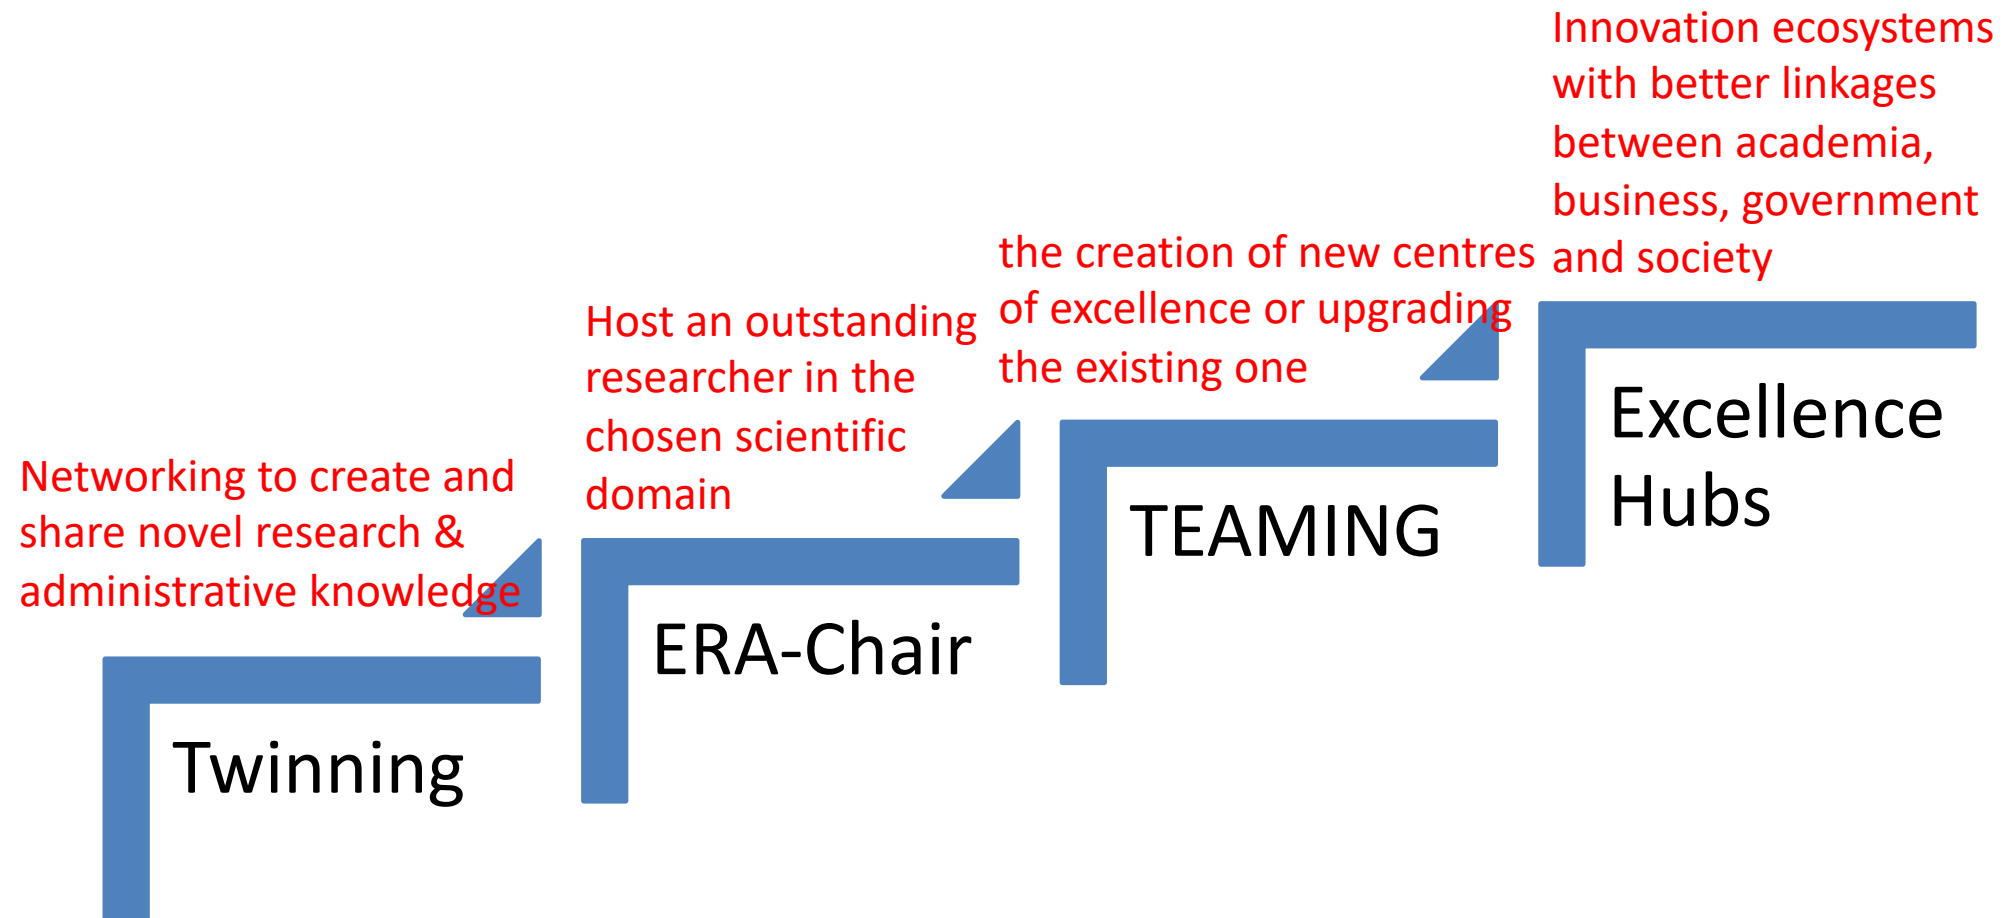 Networking to create and
share novel research &
administrative knowledge
Twinning
Host an outstanding
researcher in the
chosen scientific
domain
ERA-Chair
the creation of new centres
of excellence or upgrading
the existing one
TEAMING
Innovation ecosystems
with better linkages
between academia,
business, government
and society
Excellence
Hubs